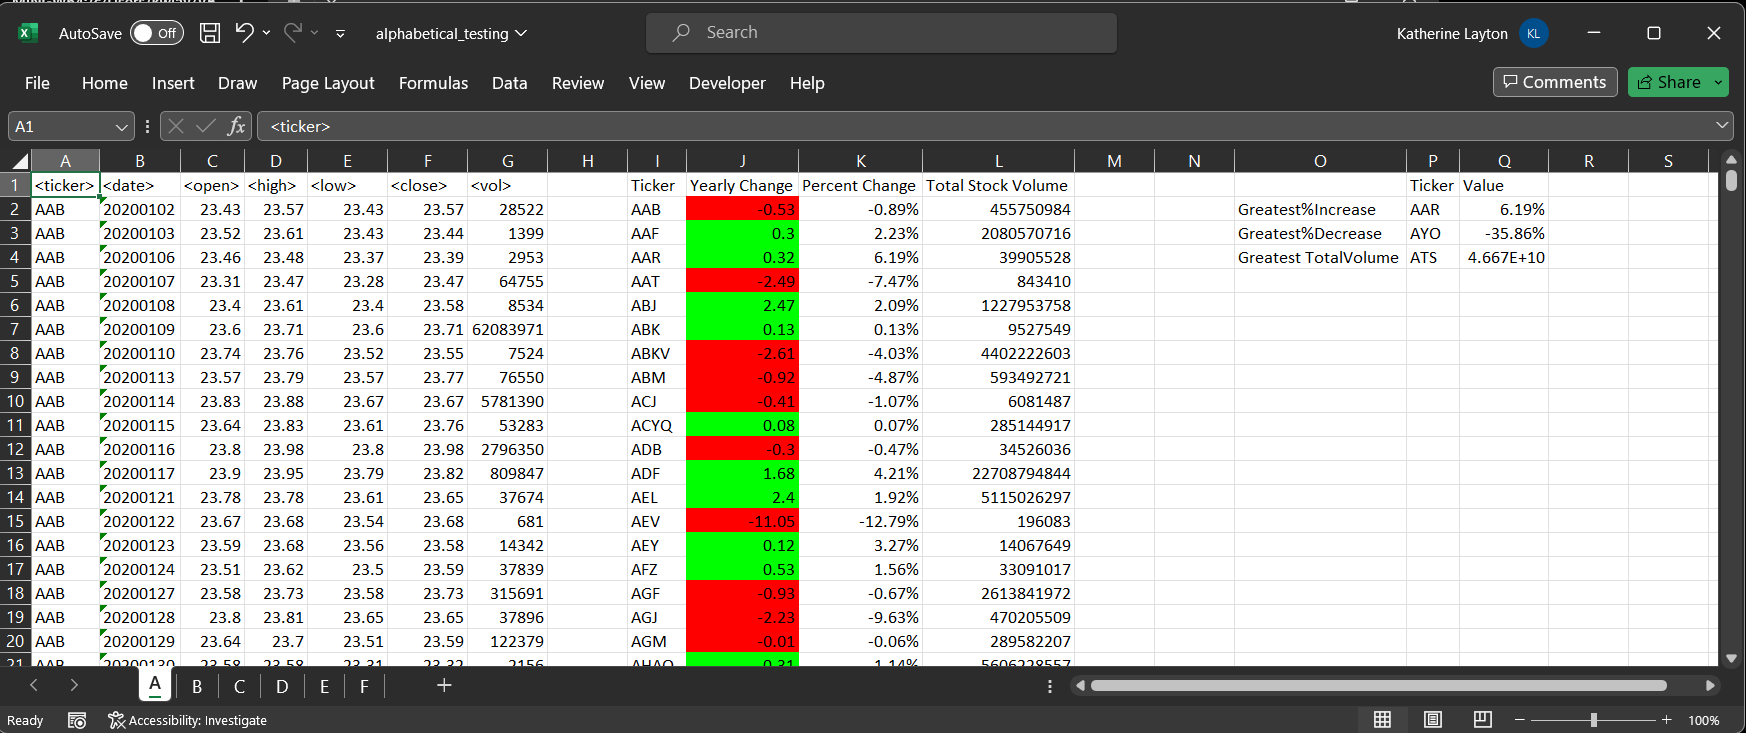 AutoSave Off alphabetical_testing Search Katherine Layton KL
File Home Insert Draw Page Layout Formulas Data Review View Developer Help Comments Share
A1 fx <ticker>
A B C D E F G H I J K L M N O P Q R S
1 <ticker> <date> <open> <high> <low> <close> <vol> Ticker Yearly Change Percent Change Total Stock Volume Ticker Value
2 AAB 20200102 23.43 23.57 23.43 23.57 28522 AAB -0.53 -0.89% 455750984 Greatest%Increase AAR 6.19%
3 AAB 20200103 23.52 23.61 23.43 23.44 1399 AAF 0.3 2.23% 2080570716 Greatest%Decrease AYO -35.86%
4 AAB 20200106 23.46 23.48 23.37 23.39 2953 AAR 0.32 6.19% 39905528 Greatest TotalVolume ATS 4.667E+10
5 AAB 20200107 23.31 23.47 23.28 23.47 64755 AAT -2.49 -7.47% 843410
6 AAB 20200108 23.4 23.61 23.4 23.58 8534 ABJ 2.47 2.09% 1227953758
7 AAB 20200109 23.6 23.71 23.6 23.71 62083971 ABK 0.13 0.13% 9527549
8 AAB 20200110 23.74 23.76 23.52 23.55 7524 ABKV -2.61 -4.03% 4402222603
9 AAB 20200113 23.57 23.79 23.57 23.77 76550 ABM -0.92 -4.87% 593492721
10 AAB 20200114 23.83 23.88 23.67 23.67 5781390 ACJ -0.41 -1.07% 6081487
11 AAB 20200115 23.64 23.83 23.61 23.76 53283 ACYQ 0.08 0.07% 285144917
12 AAB 20200116 23.8 23.98 23.8 23.98 2796350 ADB -0.3 -0.47% 34526036
13 AAB 20200117 23.9 23.95 23.79 23.82 809847 ADF 1.68 4.21% 22708794844
14 AAB 20200121 23.78 23.78 23.61 23.65 37674 AEL 2.4 1.92% 5115026297
15 AAB 20200122 23.67 23.68 23.54 23.68 681 AEV -11.05 -12.79% 196083
16 AAB 20200123 23.59 23.68 23.56 23.58 14342 AEY 0.12 3.27% 14067649
17 AAB 20200124 23.51 23.62 23.5 23.59 37839 AFZ 0.53 1.56% 33091017
18 AAB 20200127 23.58 23.73 23.58 23.73 315691 AGF -0.93 -0.67% 2613841972
19 AAB 20200128 23.8 23.81 23.65 23.65 37896 AGJ -2.23 -9.63% 470205509
20 AAB 20200129 23.64 23.7 23.51 23.59 122379 AGM -0.01 -0.06% 289582207
21 AAB 20200130 23.58 23.58 23.31 23.32 2156 0.31 1.14% 5606228557
A B C D E F
Ready Accessibility: Investigate 100%